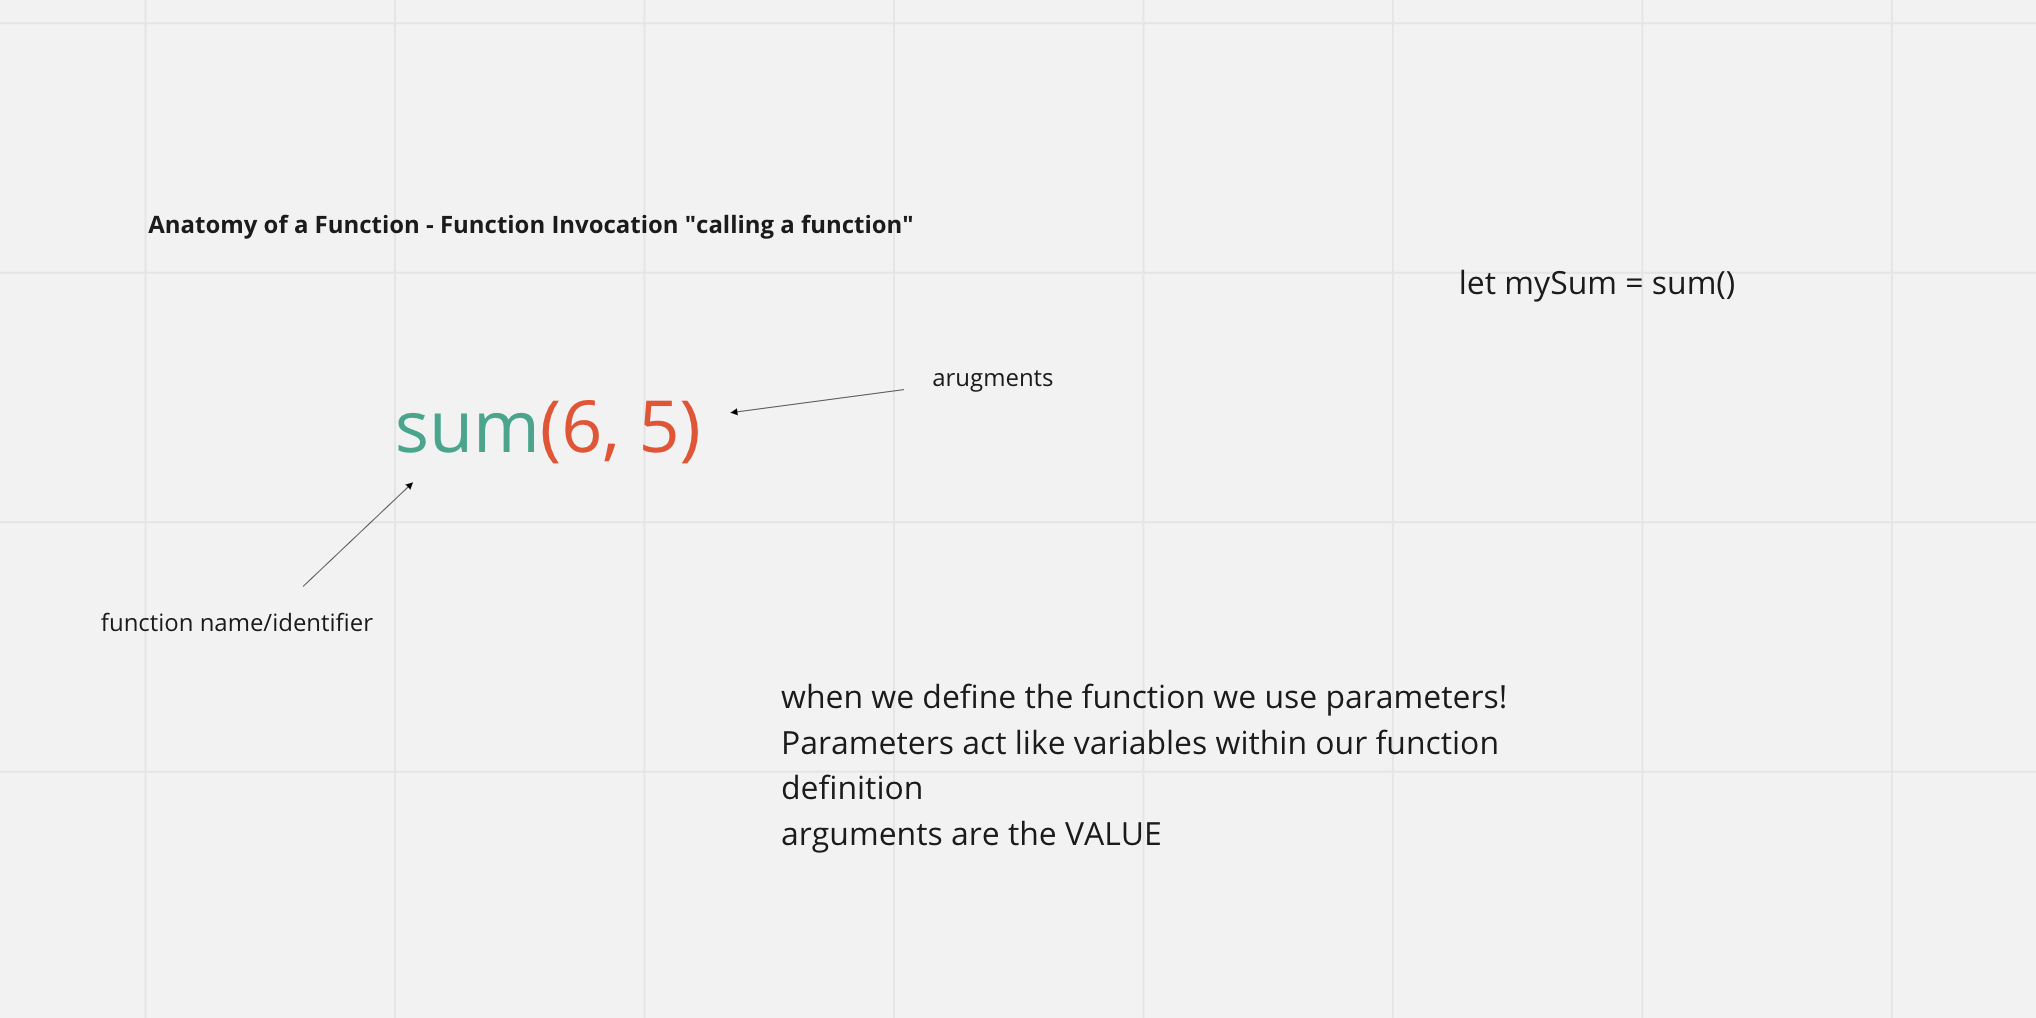 Anatomy of a Function - Function Invocation "calling a function"
let mySum = sum()
arugments
sum(6, 5)
function name/identifier
when we define the function we use parameters!
Parameters act like variables within our function
definition
arguments are the VALUE